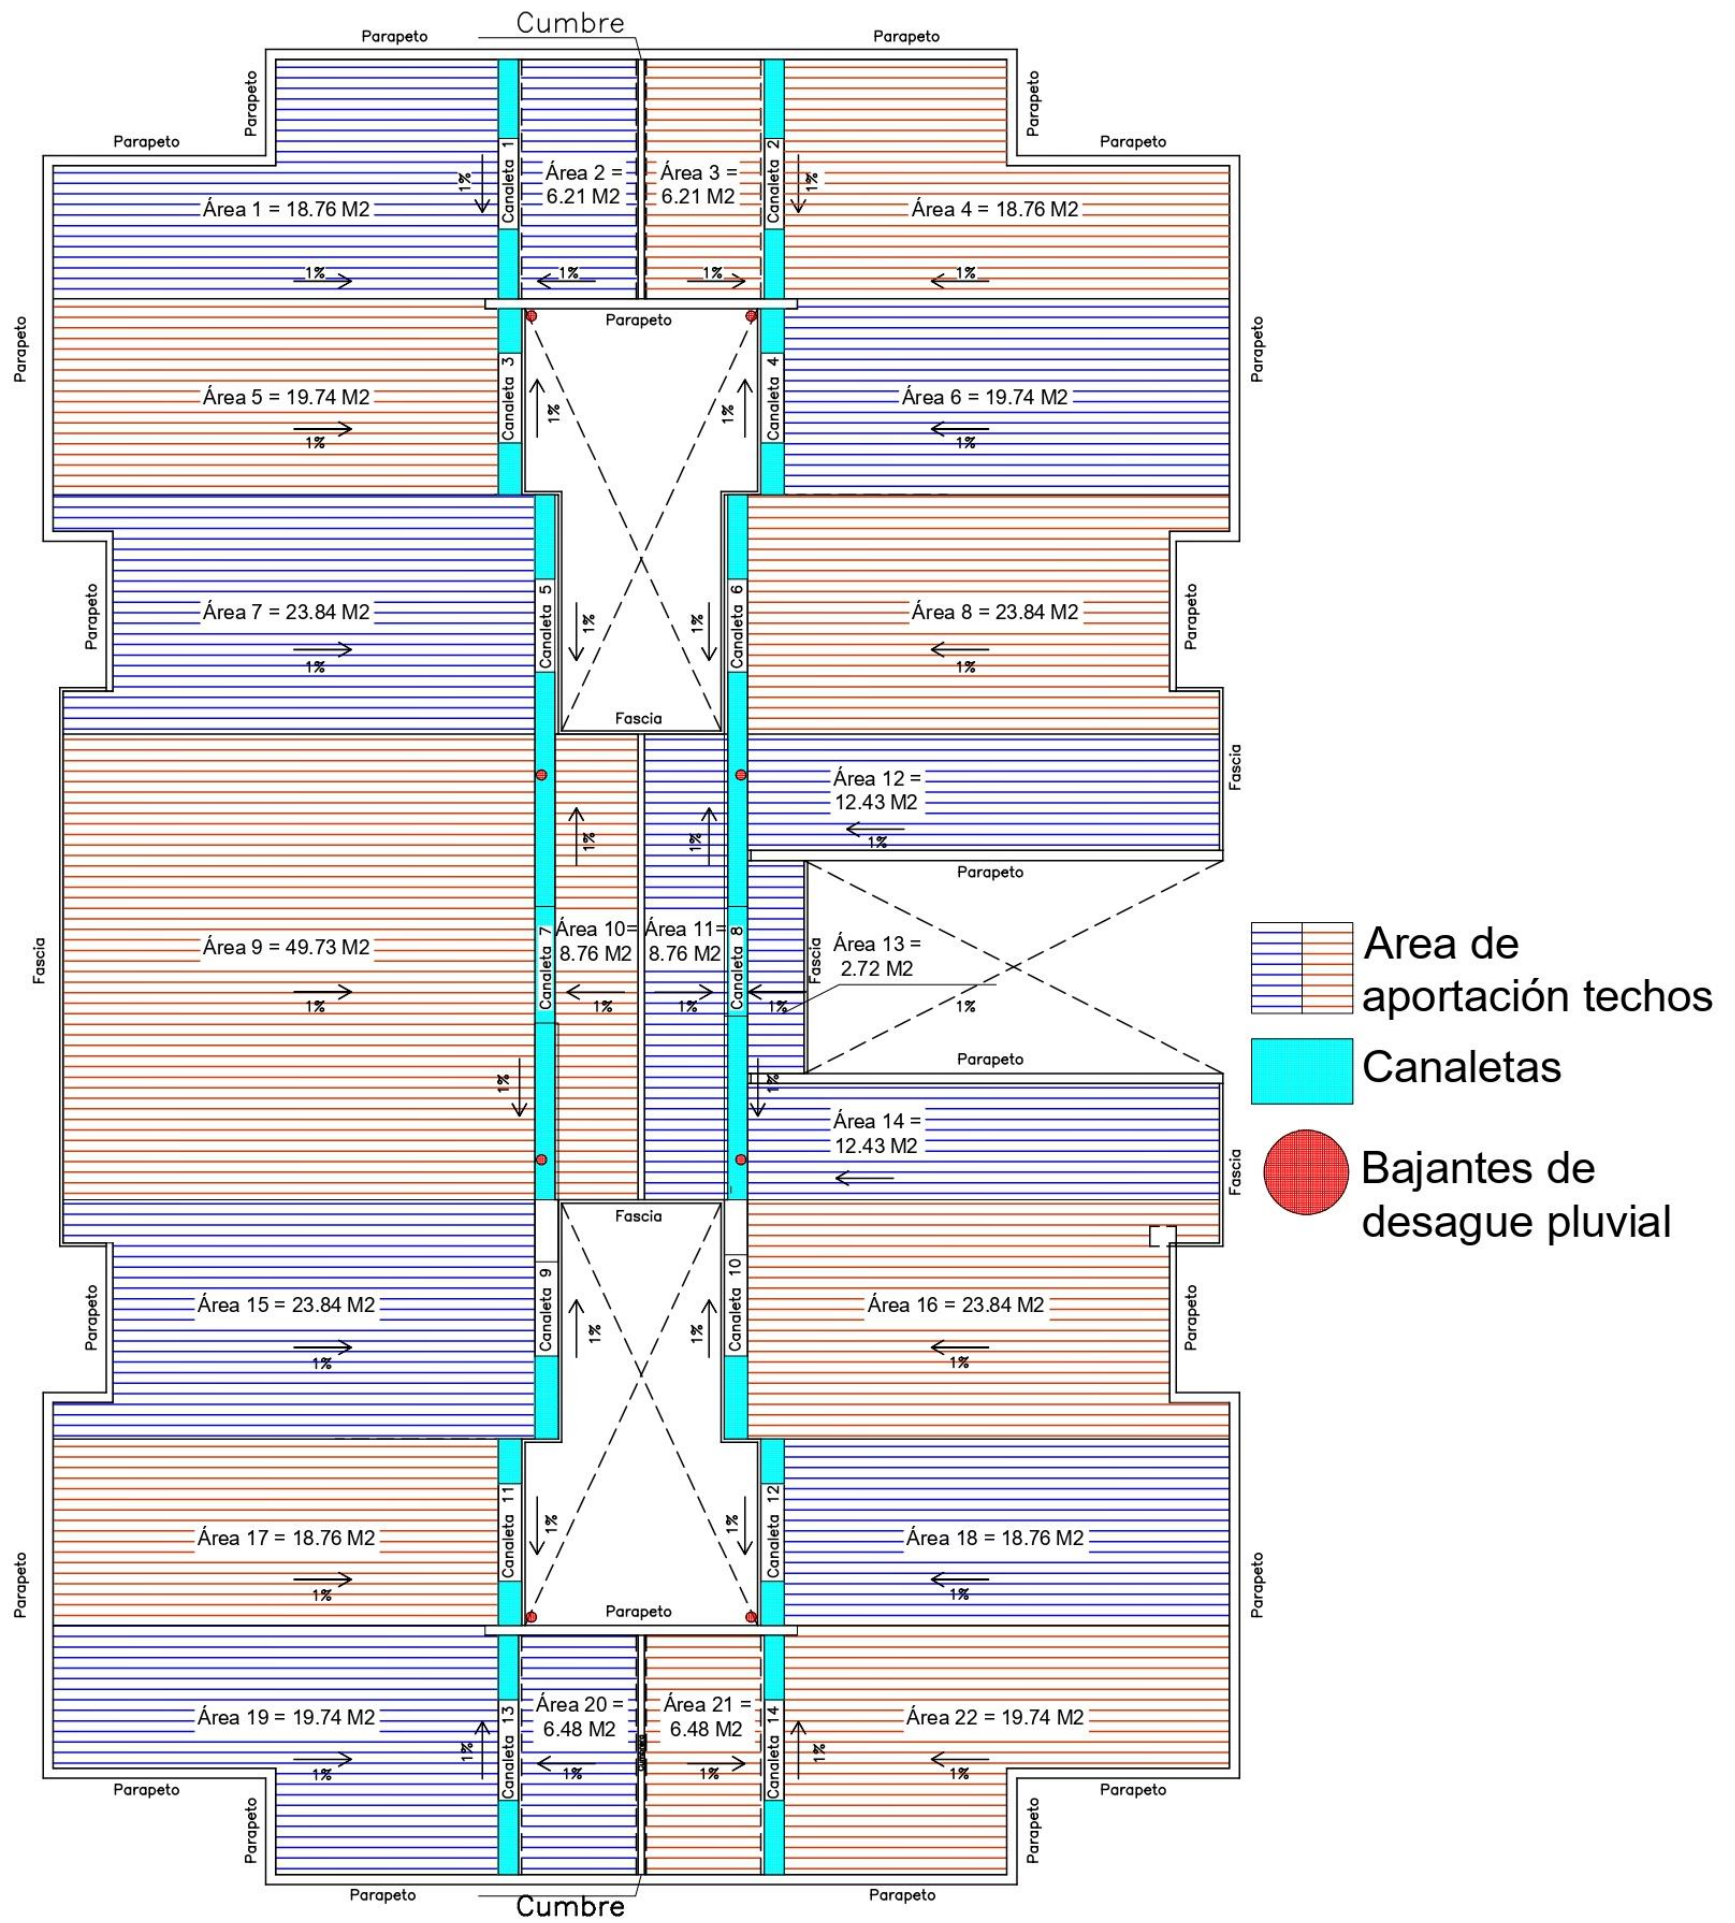 Cumbre
Parapeto
Parapeto
Parapeto
Parapeto
Parapeto
Parapeto
Canaleta 1
1%
Área 2 =
6.21 M2
Área 3 =
6.21 M2
Canaleta 2
1%
Área 1 = 18.76 M2
Área 4 = 18.76 M2
1%
1%
1%
1%
Parapeto
Parapeto
Parapeto
Canaleta 3
1%
1%
Canaleta 4
Área 5 = 19.74 M2
Área 6 = 19.74 M2
1%
1%
Parapeto
Canaleta 5
1%
1%
Canaleta 6
Parapeto
Área 7 = 23.84 M2
Área 8 = 23.84 M2
1%
1%
Fascia
Área 12 =
12.43 M2
Fascia
1%
1%
1%
Parapeto
Fascia
Área 9 = 49.73 M2
Canaleta 7
Área 10=
8.76 M2
Área 11=
8.76 M2
Canaleta 8
Fascia
Área 13 =
2.72 M2
1%
1%
1%
1%
1%
Parapeto
1%
1%
Área 14 =
12.43 M2
Fascia
Fascia
Parapeto
Área 15 = 23.84 M2
Canaleta 9
1%
1%
Canaleta 10
Área 16 = 23.84 M2
Parapeto
1%
1%
Parapeto
Área 17 = 18.76 M2
Canaleta 11
1%
1%
Canaleta 12
Área 18 = 18.76 M2
Parapeto
1%
1%
Parapeto
Área 19 = 19.74 M2
1%
Canaleta 13
Área 20 =
6.48 M2
Área 21 =
6.48 M2
Canaleta 14
1%
Área 22 = 19.74 M2
1%
1%
1%
1%
Parapeto
Parapeto
Parapeto
Parapeto
Parapeto
Parapeto
Cumbre
Area de
aportación techos
Canaletas
Bajantes de
desague pluvial